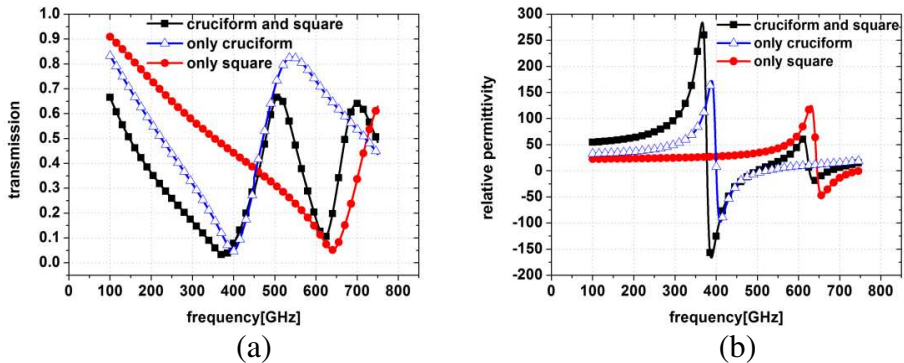 cruciform and square
only cruciform
only square
1.0
0.9
0.8
0.7
0.6
0.5
0.4
0.3
0.2
0.1
0.0
transmission
0 100 200 300 400 500 600 700 800
frequency[GHz]
(a)
cruciform and square
only cruciform
only square
300
250
200
150
100
50
0
-50
-100
-150
-200
relative permittivity
0 100 200 300 400 500 600 700 800
frequency[GHz]
(b)